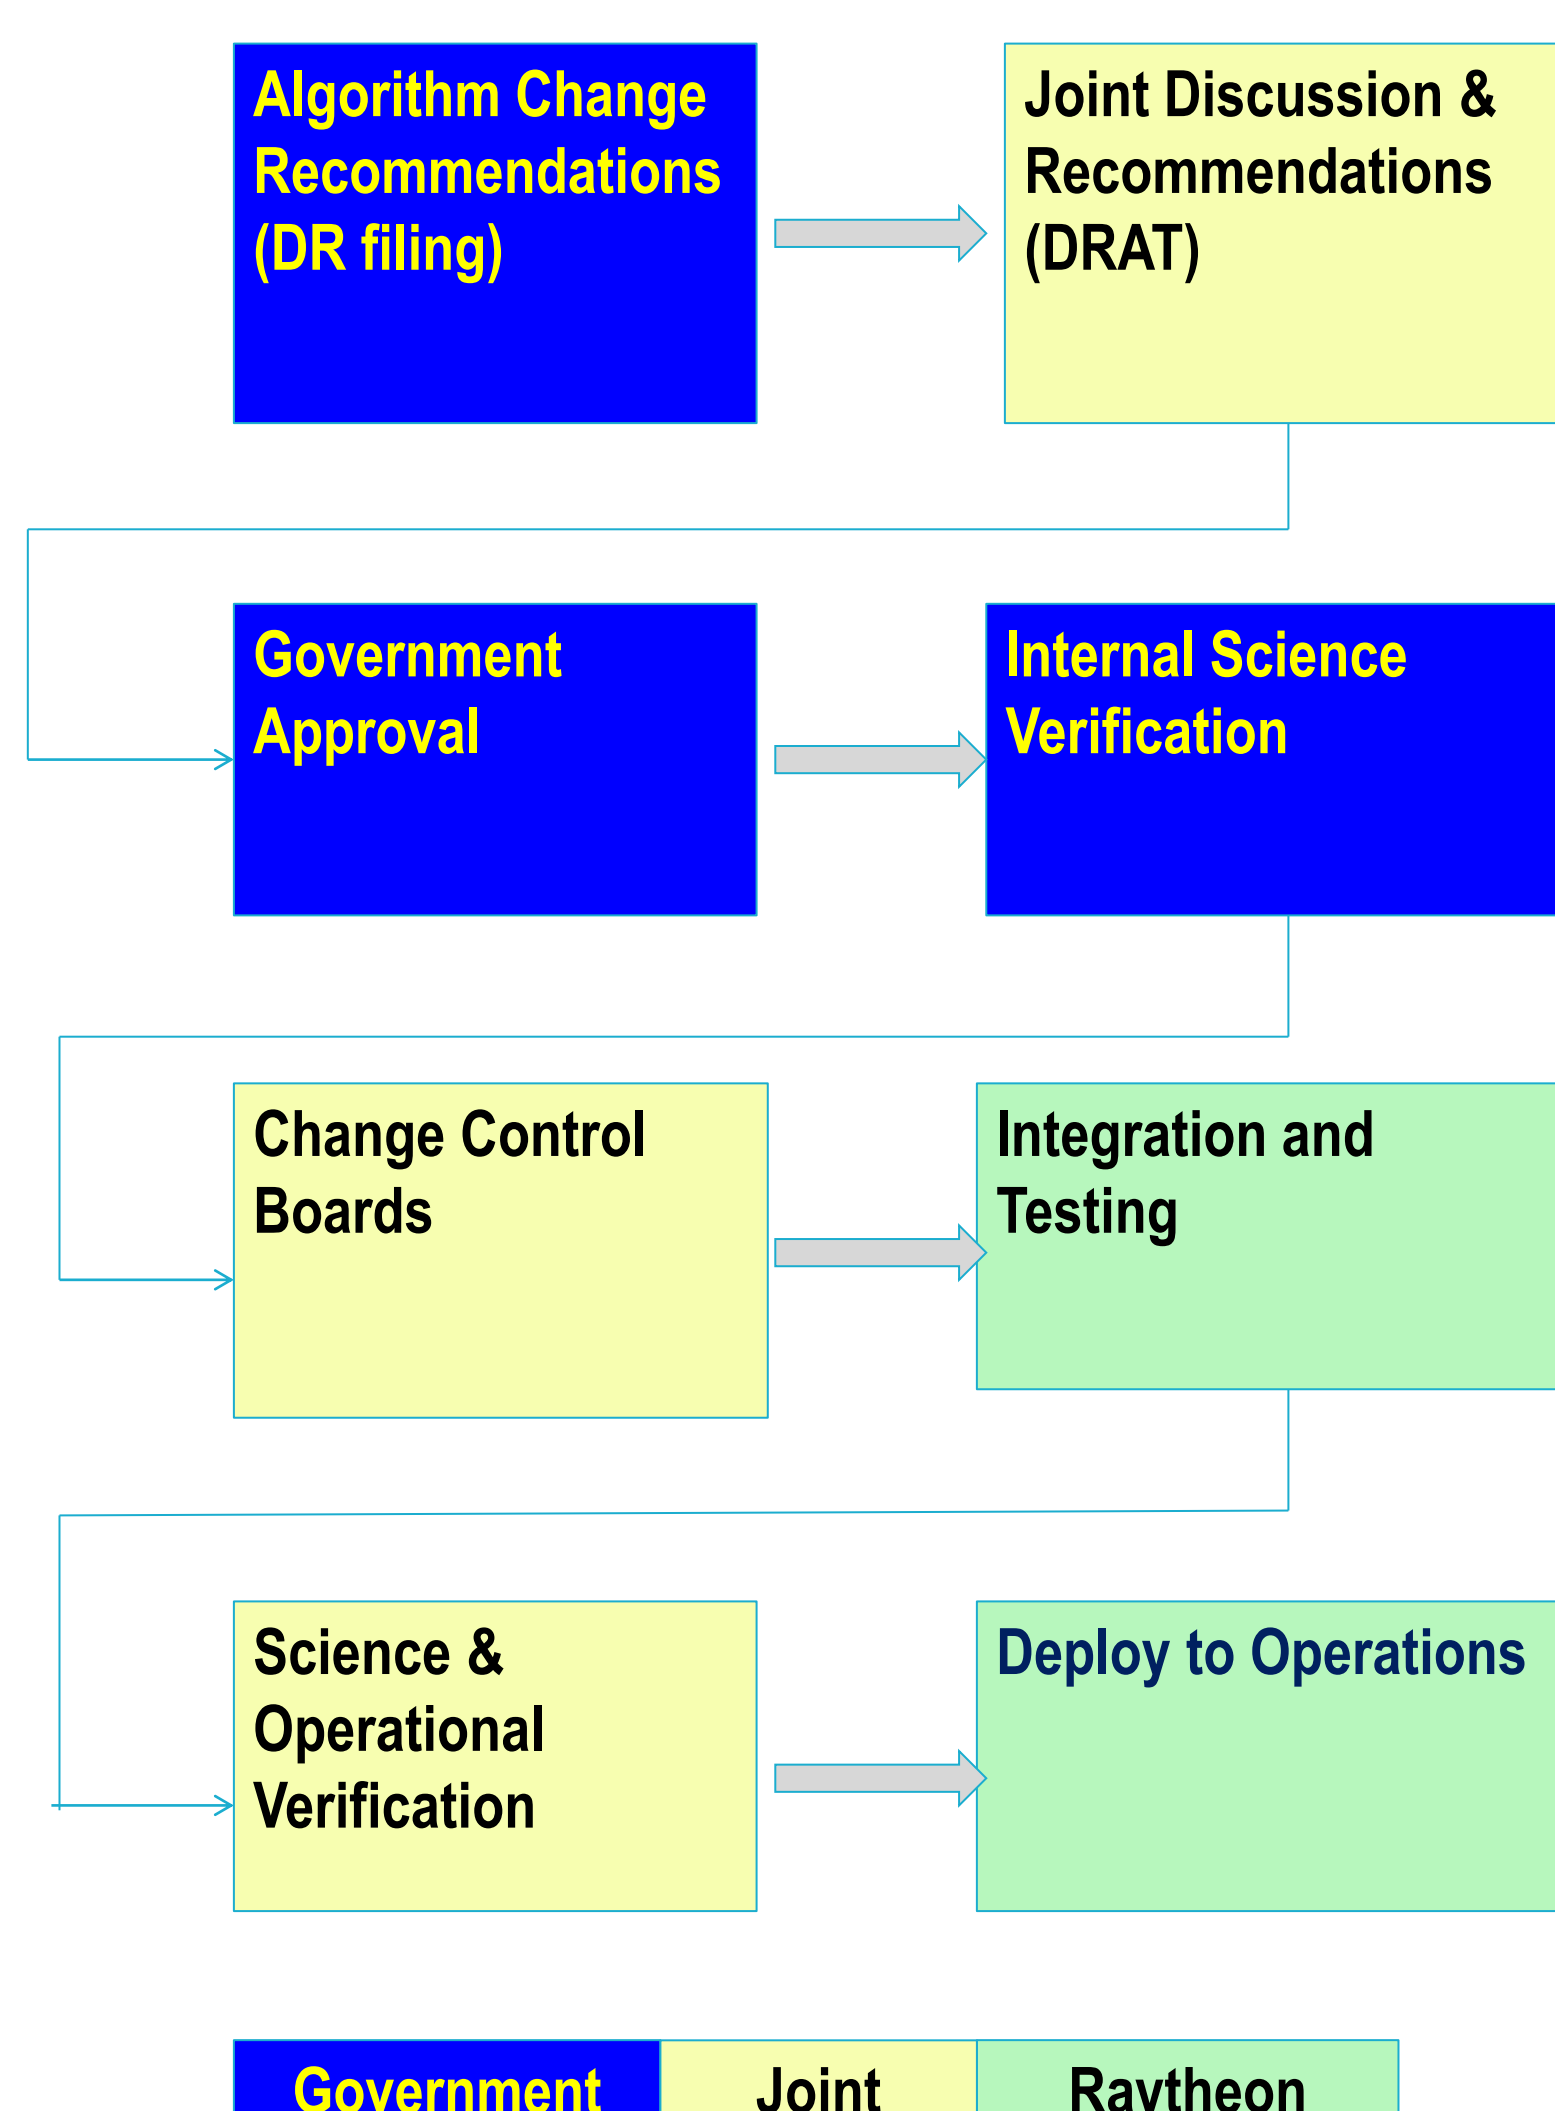 Algorithm Change
Recommendations
(DR filing)
Joint Discussion &
Recommendations
(DRAT)
Government
Approval
Internal Science
Verification
Change Control
Boards
Integration and
Testing
Science &
Operational
Verification
Deploy to Operations
Government
Joint
Raytheon